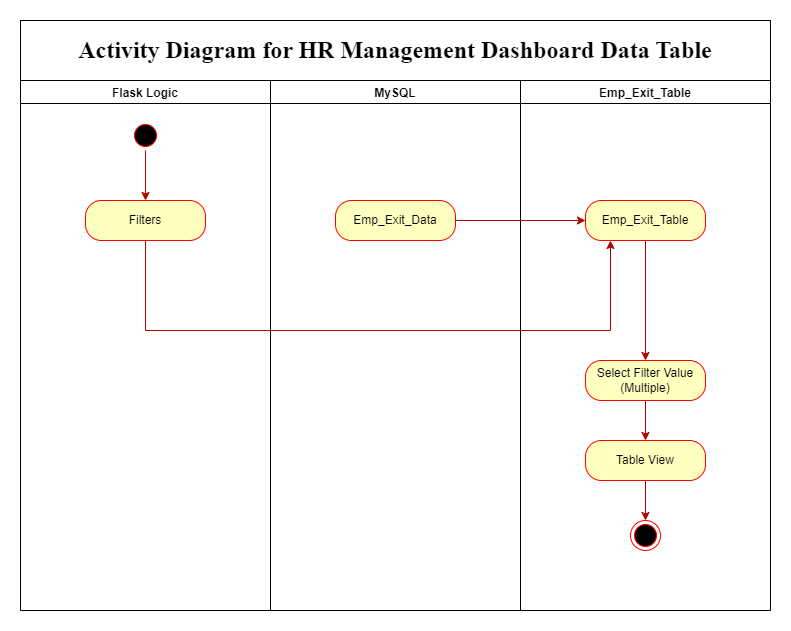 Activity Diagram for HR Management Dashboard Data Table
Flask Logic
MySQL
Emp_Exit_Table
Filters
Emp_Exit_Data
Emp_Exit_Table
Select Filter Value
(Multiple)
Table View